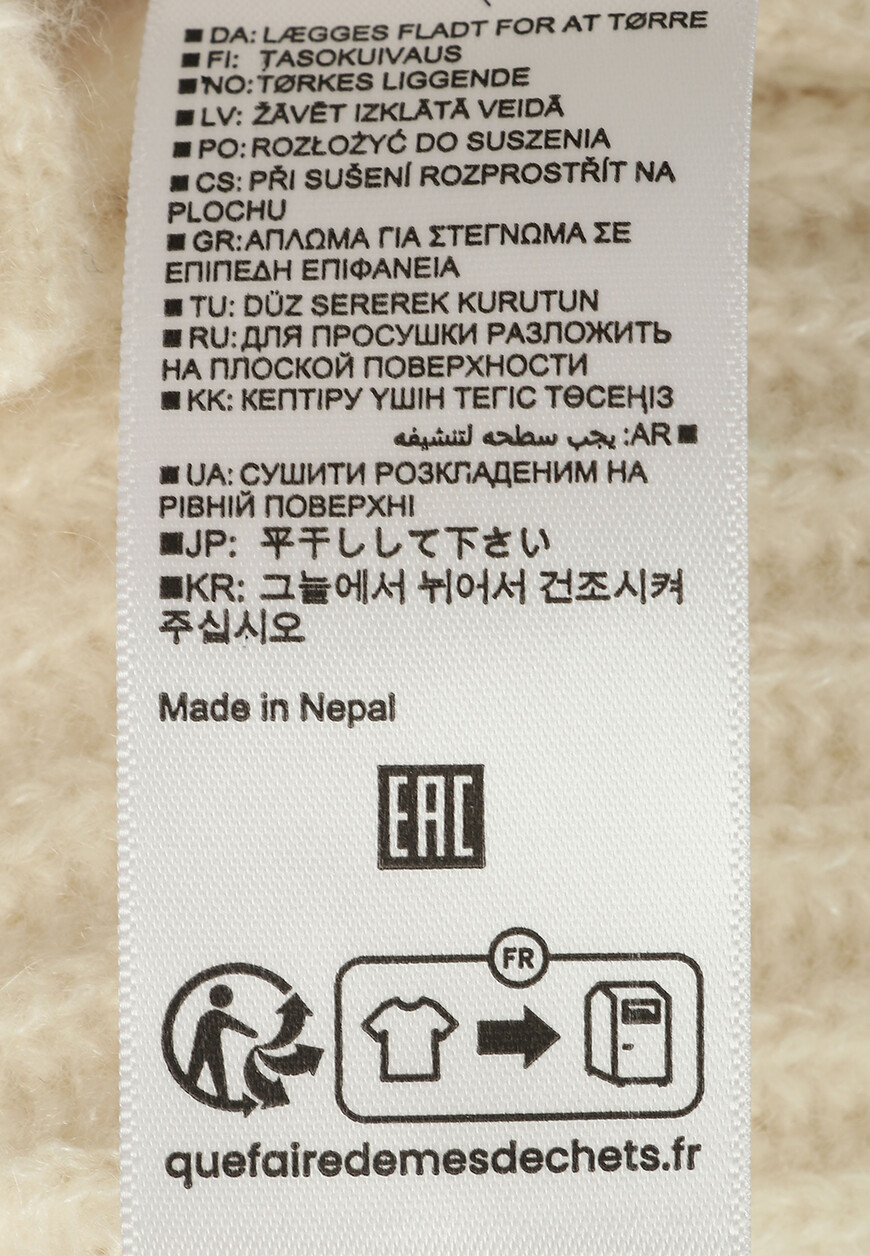 ■ DA: LÆGGES FLADT FOR AT TØRRE
■ FI: ŢASOKUIVAUS
■ NO: TØRKES LIGGENDE
■ LV: ŽĀVĒT IZKLĀTĀ VEIDĀ
■ PO: ROZŁOŻYĆ DO SUSZENIA
■ CS: PŘI SUŠENÍ ROZPROSTŘÍT NA
PLOCHU
■ GR: ΑΠΛΩΜΑ ΓΙΑ ΣΤΕΓΝΩΜΑ ΣΕ
ΕΠΙΠΕΔΗ ΕΠΙΦΑΝΕΙΑ
■ TU: DÜZ SEREREK KURUTUN
■ RU: ДЛЯ ПРОСУШКИ РАЗЛОЖИТЬ
НА ПЛОСКОЙ ПОВЕРХНОСТИ
■ KK: КЕПТІРУ ҮШІН ТЕГІС ТӨСЕҢІЗ
■ AR: يجب سطحه لتنشيفه
■ UA: СУШИТИ РОЗКЛАДЕНИМ НА
РІВНІЙ ПОВЕРХНІ
■JP: 平干ししして下さい
■KR: 그늘에서 뉘어서 건조시켜
주십시오
Made in Nepal
EAC
FR
quefairedemesdechets.fr